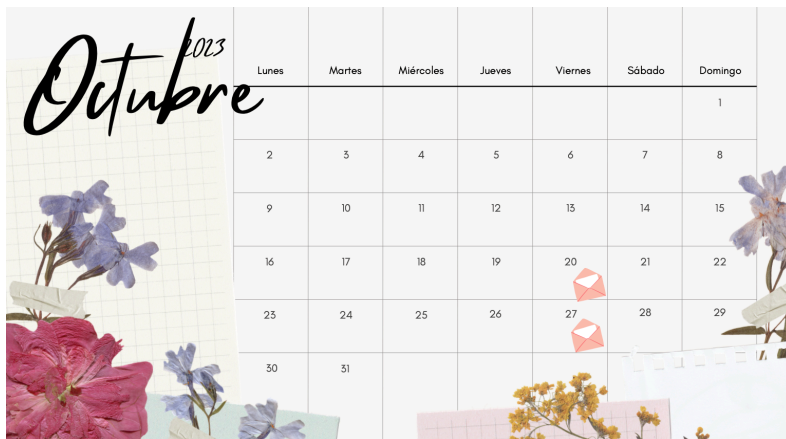 2023
Octubre
Lunes Martes Miércoles Jueves Viernes Sábado Domingo
1
2 3 4 5 6 7 8
9 10 11 12 13 14 15
16 17 18 19 20 21 22
23 24 25 26 27 28 29
30 31